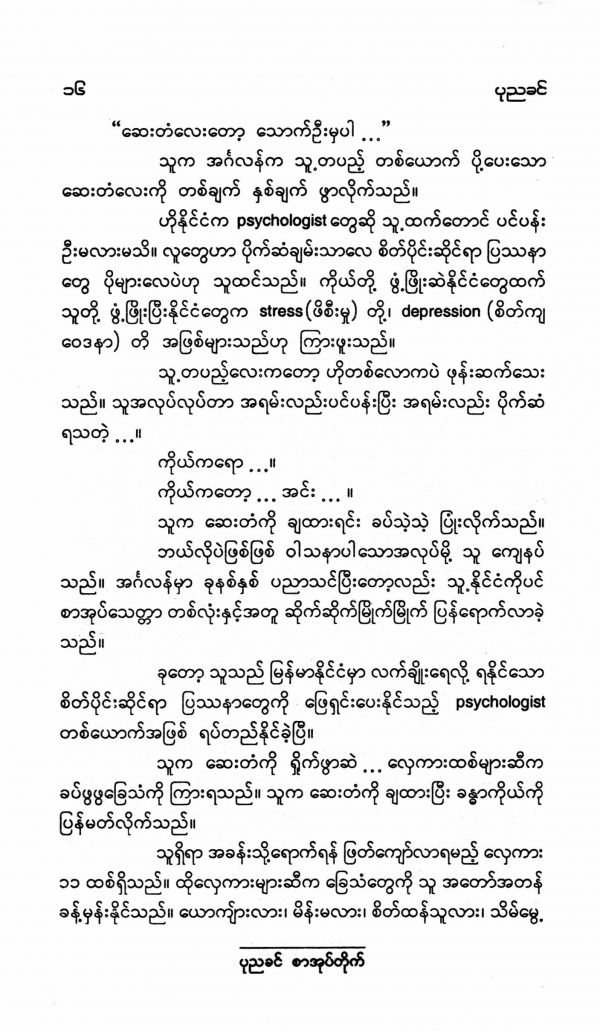 ၁၆ ပုညခင်
“ဆေးတံလေးတော့ သောက်ဦးမှပါ ...”
သူက အင်္ဂလန်က သူ့တပည့် တစ်ယောက် ပို့ပေးသော
ဆေးတံလေးကို တစ်ချက် နှစ်ချက် ဖွာလိုက်သည်။
ဟိုနိုင်ငံက psychologist တွေဆို သူ့ထက်တောင် ပင်ပန်း
ဦးမလားမသိ။ လူတွေဟာ ပိုက်ဆံချမ်းသာလေ စိတ်ပိုင်းဆိုင်ရာ ပြဿနာ
တွေ ပိုများလေပဲဟု သူထင်သည်။ ကိုယ်တို့ ဖွံ့ဖြိုးဆဲနိုင်ငံတွေထက်
သူတို့ ဖွံ့ဖြိုးပြီးနိုင်ငံတွေက stress (ဖိစီးမှု) တို့၊ depression (စိတ်ကျ
ဝေဒနာ) တို့ အဖြစ်များသည်ဟု ကြားဖူးသည်။
သူ့တပည့်လေးကတော့ ဟိုတစ်လောကပဲ ဖုန်းဆက်သေး
သည်။ သူအလုပ်လုပ်တာ အရမ်းလည်းပင်ပန်းပြီး အရမ်းလည်း ပိုက်ဆံ
ရသတဲ့ ...။
ကိုယ်ကရော ...။
ကိုယ်ကတော့ ... အင်း ... ။
သူက ဆေးတံကို ချထားရင်း ခပ်သဲ့သဲ့ ပြုံးလိုက်သည်။
ဘယ်လိုပဲဖြစ်ဖြစ် ဝါသနာပါသောအလုပ်မို့ သူ ကျေနပ်
သည်။ အင်္ဂလန်မှာ ခုနစ်နှစ် ပညာသင်ပြီးတော့လည်း သူ့နိုင်ငံကိုပင်
စာအုပ်သေတ္တာ တစ်လုံးနှင့်အတူ ဆိုက်ဆိုက်မြိုက်မြိုက် ပြန်ရောက်လာခဲ့
သည်။
ခုတော့ သူသည် မြန်မာနိုင်ငံမှာ လက်ချိုးရေလို့ ရနိုင်သော
စိတ်ပိုင်းဆိုင်ရာ ပြဿနာတွေကို ဖြေရှင်းပေးနိုင်သည့် psychologist
တစ်ယောက်အဖြစ် ရပ်တည်နိုင်ခဲ့ပြီ။
သူက ဆေးတံကို ရှိုက်ဖွာဆဲ ... လှေကားထစ်များဆီက
ခပ်ဖွဖွခြေသံကို ကြားရသည်။ သူက ဆေးတံကို ချထားပြီး ခန္ဓာကိုယ်ကို
ပြန်မတ်လိုက်သည်။
သူရှိရာ အခန်းသို့ရောက်ရန် ဖြတ်ကျော်လာရမည့် လှေကား
၁၁ ထစ်ရှိသည်။ ထိုလှေကားများဆီက ခြေသံတွေကို သူ အတော်အတန်
ခန့်မှန်းနိုင်သည်။ ယောကျ်ားလား၊ မိန်းမလား၊ စိတ်ထန်သူလား၊ သိမ်မွေ့
ပုညခင် စာအုပ်တိုက်